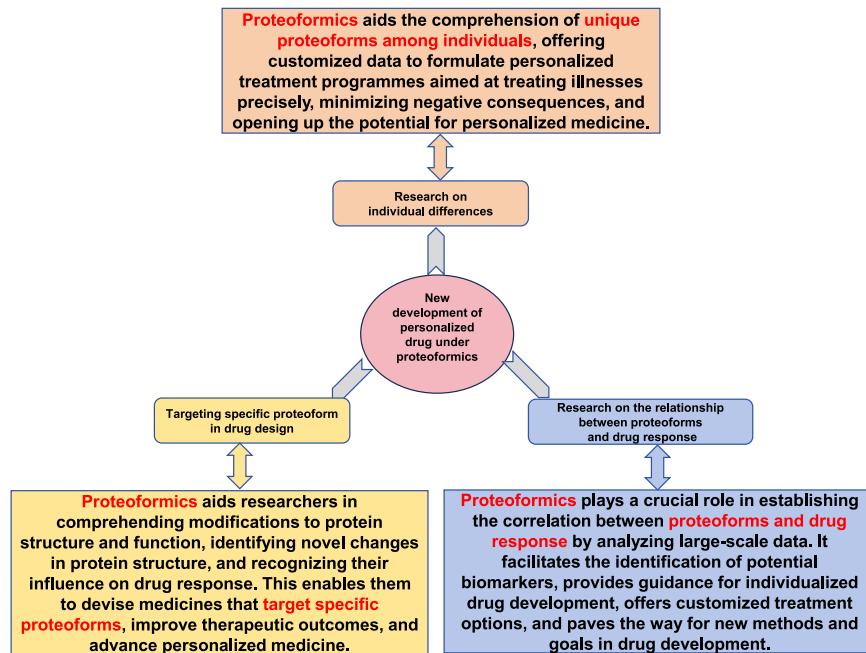 Proteoformics aids the comprehension of unique
proteoforms among individuals, offering
customized data to formulate personalized
treatment programmes aimed at treating illnesses
precisely, minimizing negative consequences, and
opening up the potential for personalized medicine.
Research on
individual differences
New
development of
personalized
drug under
proteoformics
Targeting specific proteoform
in drug design
Research on the relationship
between proteoforms
and drug response
Proteoformics aids researchers in
comprehending modifications to protein
structure and function, identifying novel changes
in protein structure, and recognizing their
influence on drug response. This enables them
to devise medicines that target specific
proteoforms, improve therapeutic outcomes, and
advance personalized medicine.
Proteoformics plays a crucial role in establishing
the correlation between proteoforms and drug
response by analyzing large-scale data. It
facilitates the identification of potential
biomarkers, provides guidance for individualized
drug development, offers customized treatment
options, and paves the way for new methods and
goals in drug development.